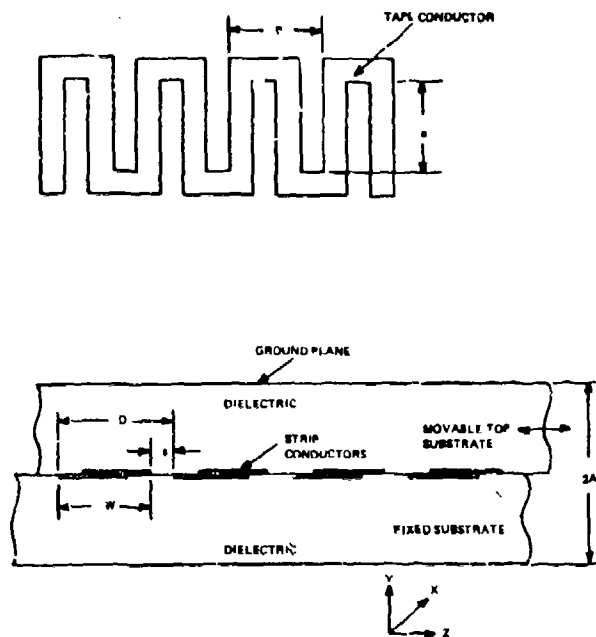 TAPE CONDUCTOR
P
GROUND PLANE
DIELECTRIC
D
MOVABLE TOP
SUBSTRATE
STRIP
CONDUCTORS
2A
W
FIXED SUBSTRATE
DIELECTRIC
Y
X
Z